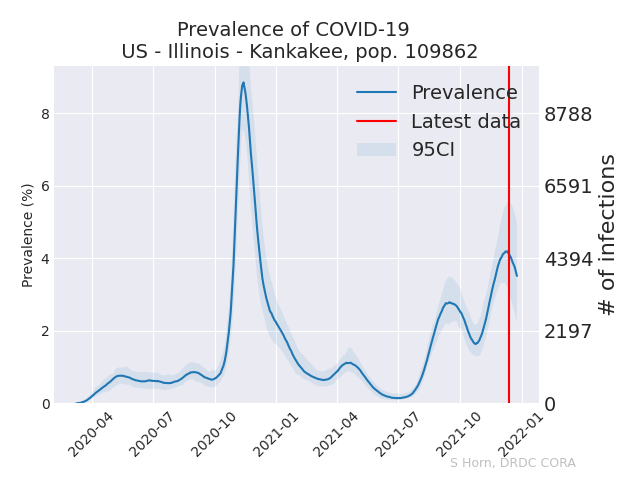 Prevalence of COVID-19
US - Illinois - Kankakee, pop. 109862
Prevalence
Latest data
95CI
Prevalence (%)
8
6
4
2
0
# of infections
8788
6591
4394
2197
0
2020-04
2020-07
2020-10
2021-01
2021-04
2021-07
2021-10
2022-01
S Horn, DRDC CORA